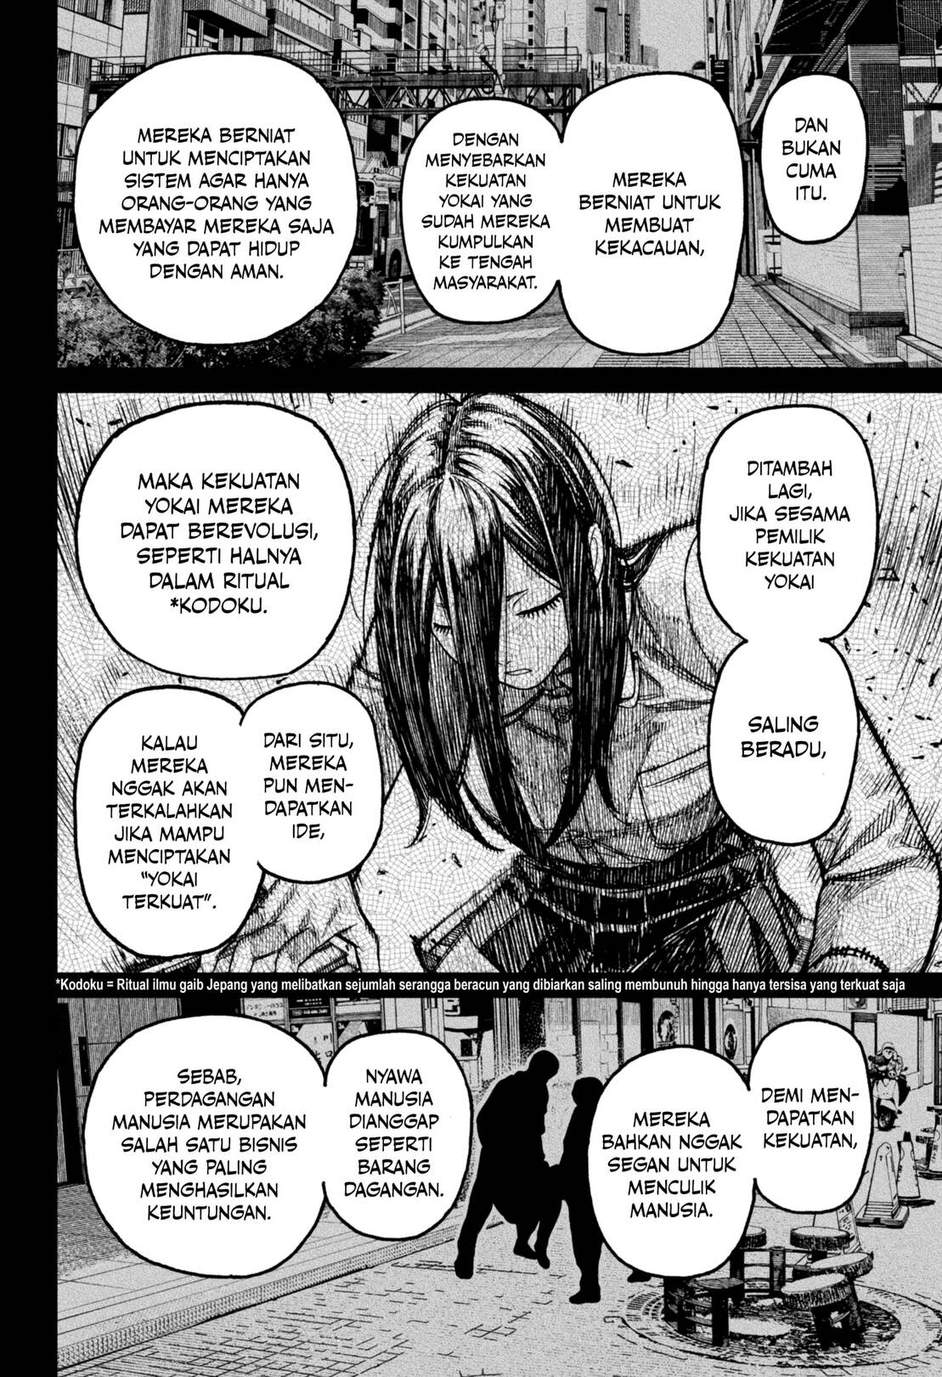 DAN
BUKAN
CUMA
ITU.
MEREKA
BERNIAT UNTUK
MEMBUAT
KEKACAUAN,
DENGAN
MENYEBARKAN
KEKUATAN
YOKAI YANG
SUDAH MEREKA
KUMPULKAN
KE TENGAH
MASYARAKAT.
MEREKA BERNIAT
UNTUK MENCIPTAKAN
SISTEM AGAR HANYA
ORANG-ORANG YANG
MEMBAYAR MEREKA SAJA
YANG DAPAT HIDUP
DENGAN AMAN.
DITAMBAH
LAGI,
JIKA SESAMA
PEMILIK
KEKUATAN
YOKAI
SALING
BERADU,
MAKA KEKUATAN
YOKAI MEREKA
DAPAT BEREVOLUSI,
SEPERTI HALNYA
DALAM RITUAL
*KODOKU.
DARI SITU,
MEREKA
PUN MEN-
DAPATKAN
IDE,
KALAU
MEREKA
NGGAK AKAN
TERKALAHKAN
JIKA MAMPU
MENCIPTAKAN
"YOKAI
TERKUAT".
*Kodoku = Ritual ilmu gaib Jepang yang melibatkan sejumlah serangga beracun yang dibiarkan saling membunuh hingga hanya tersisa yang terkuat saja
DEMI MEN-
DAPATKAN
KEKUATAN,
MEREKA
BAHKAN NGGAK
SEGAN UNTUK
MENCULIK
MANUSIA.
NYAWA
MANUSIA
DIANGGAP
SEPERTI
BARANG
DAGANGAN.
SEBAB,
PERDAGANGAN
MANUSIA MERUPAKAN
SALAH SATU BISNIS
YANG PALING
MENGHASILKAN
KEUNTUNGAN.